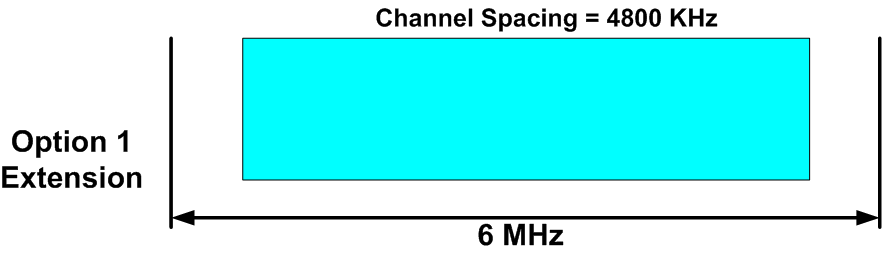 Channel Spacing = 4800 KHz
Option 1
Extension
6 MHz